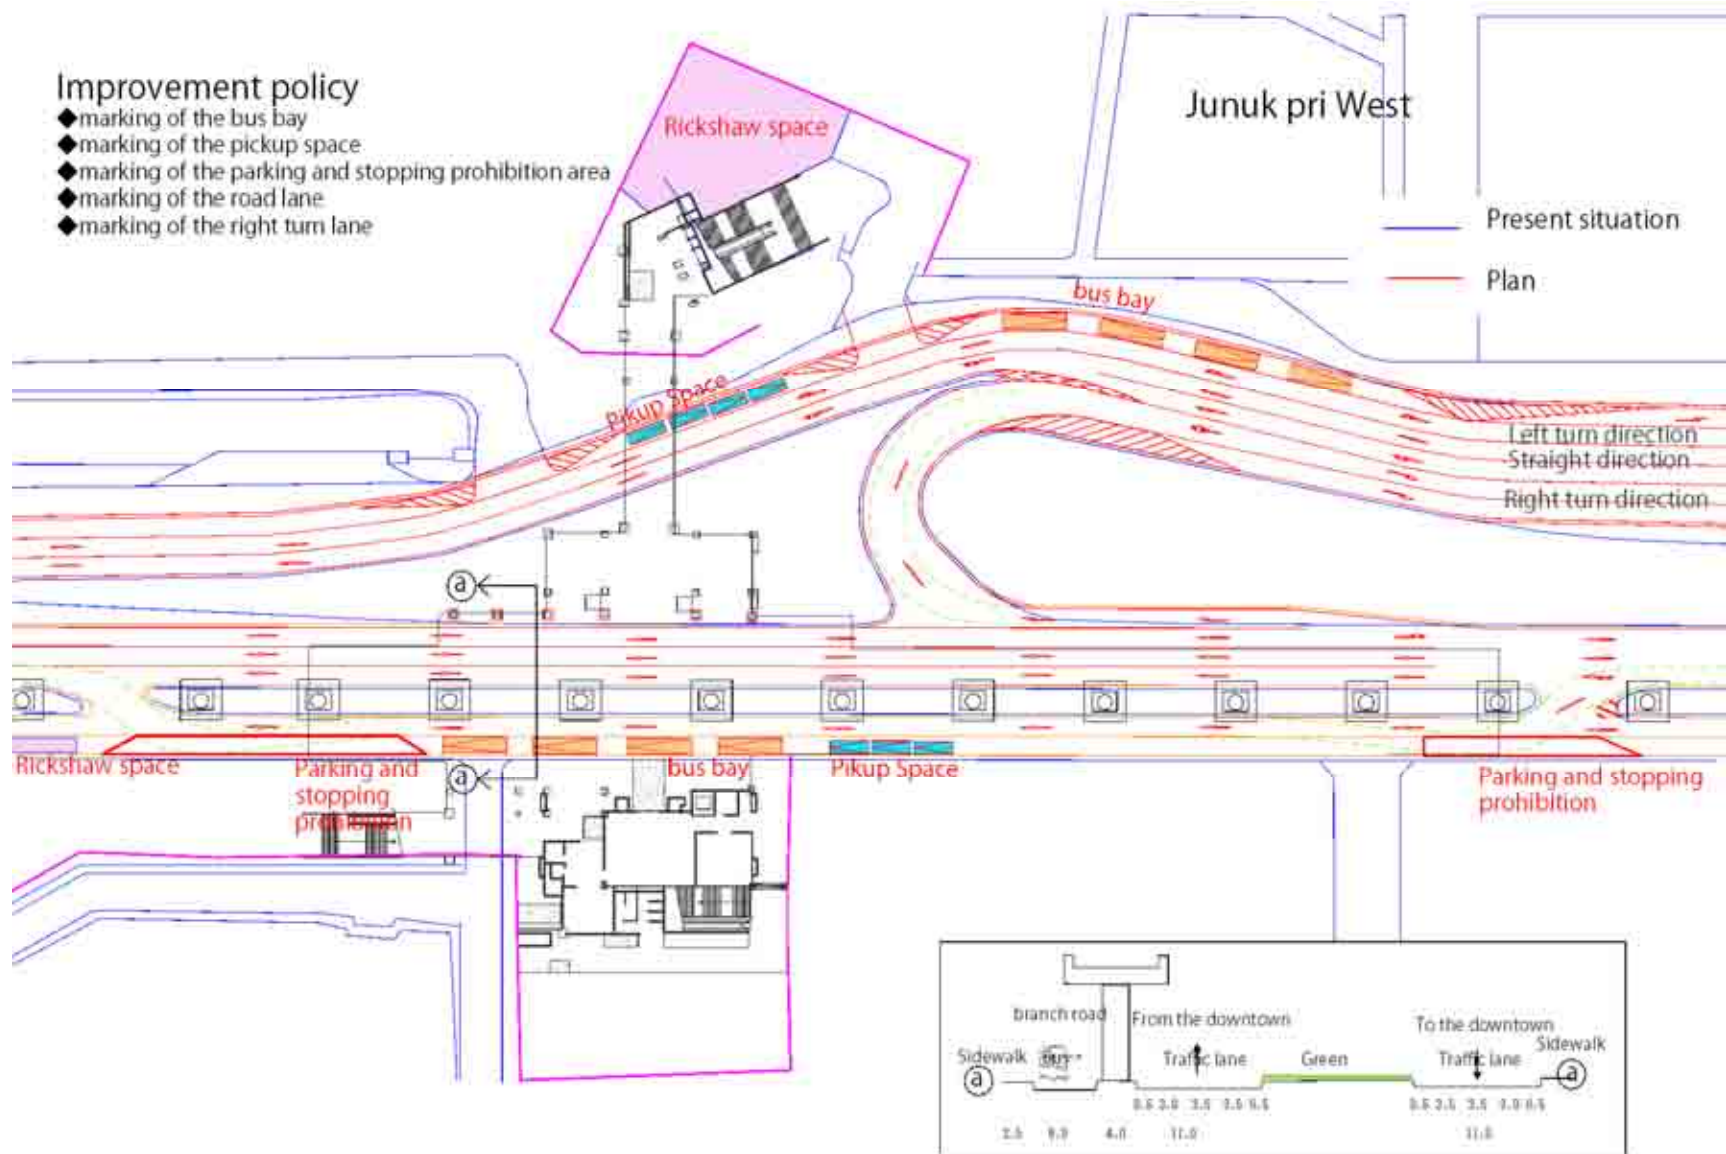 Improvement policy
◆marking of the bus bay
◆marking of the pickup space
◆marking of the parking and stopping prohibition area
◆marking of the road lane
◆marking of the right turn lane
Rickshaw space
Junuk pri West
Present situation
Plan
bus bay
Pikup Space
Left turn direction
Straight direction
Right turn direction
a
a
Rickshaw space
Parking and
stopping
prohibition
bus bay
Pikup Space
Parking and stopping
prohibition
branch road
From the downtown
To the downtown
Sidewalk
Traffic lane
Green
Traffic lane
Sidewalk
a
a
4.0 11.0 11.0